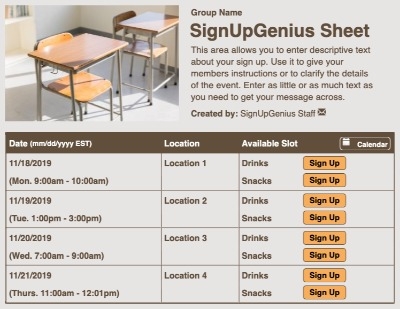 Group Name
SignUpGenius Sheet
This area allows you to enter descriptive text
about your sign up. Use it to give your
members instructions or to clarify the details
of the event. Enter as little or as much text as
you need to get your message across.
Created by: SignUpGenius Staff
Date (mm/dd/yyyy EST) Location Available Slot Calendar
11/18/2019 Location 1 Drinks Sign Up
(Mon. 9:00am - 10:00am) Snacks Sign Up
11/19/2019 Location 2 Drinks Sign Up
(Tue. 1:00pm - 3:00pm) Snacks Sign Up
11/20/2019 Location 3 Drinks Sign Up
(Wed. 7:00am - 9:00am) Snacks Sign Up
11/21/2019 Location 4 Drinks Sign Up
(Thurs. 11:00am - 12:01pm) Snacks Sign Up